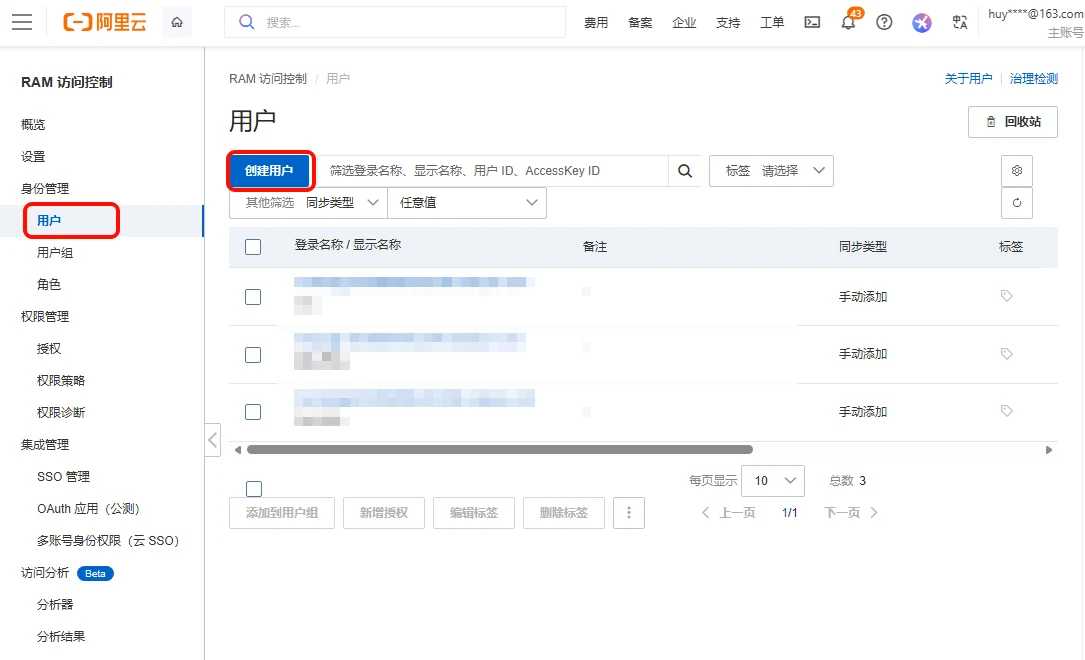 阿里云
搜索...
费用 备案 企业 支持 工单
43
huy****@163.com
主账号
RAM 访问控制
概览
设置
身份管理
用户
用户组
角色
权限管理
授权
权限策略
权限诊断
集成管理
SSO 管理
OAuth 应用（公测）
多账号身份权限（云 SSO）
访问分析 Beta
分析器
分析结果
RAM 访问控制 / 用户
关于用户 治理检测
用户
回收站
创建用户 筛选登录名称、显示名称、用户 ID、AccessKey ID 标签 请选择
其他筛选 同步类型 任意值
登录名称 / 显示名称 备注 同步类型 标签
手动添加
手动添加
手动添加
每页显示 10 总数 3
添加到用户组 新增授权 编辑标签 删除标签 上一页 1/1 下一页